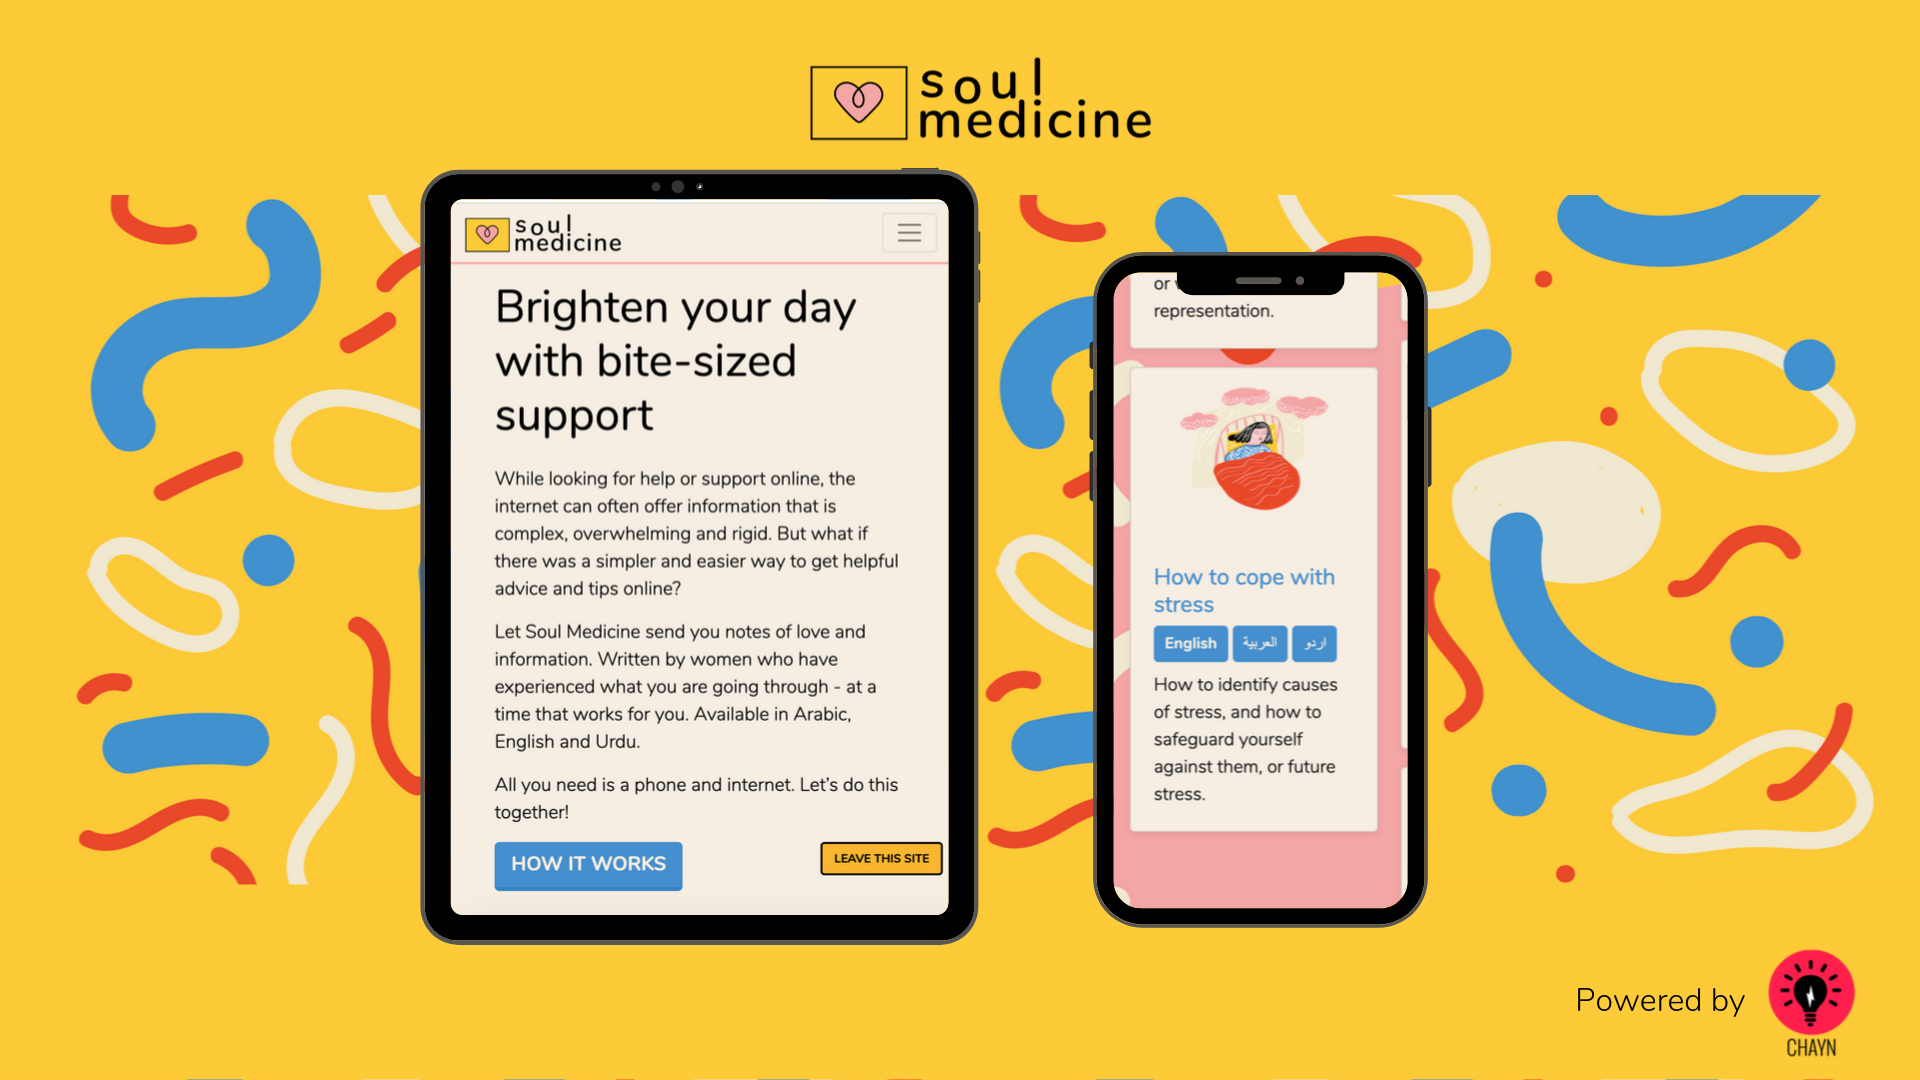 soul
medicine
soul
medicine
Brighten your day
with bite-sized
support
While looking for help or support online, the
internet can often offer information that is
complex, overwhelming and rigid. But what if
there was a simpler and easier way to get helpful
advice and tips online?
Let Soul Medicine send you notes of love and
information. Written by women who have
experienced what you are going through - at a
time that works for you. Available in Arabic,
English and Urdu.
All you need is a phone and internet. Let's do this
together!
HOW IT WORKS
LEAVE THIS SITE
or
representation.
How to cope with
stress
English العربية اردو
How to identify causes
of stress, and how to
safeguard yourself
against them, or future
stress.
Powered by
CHAYN